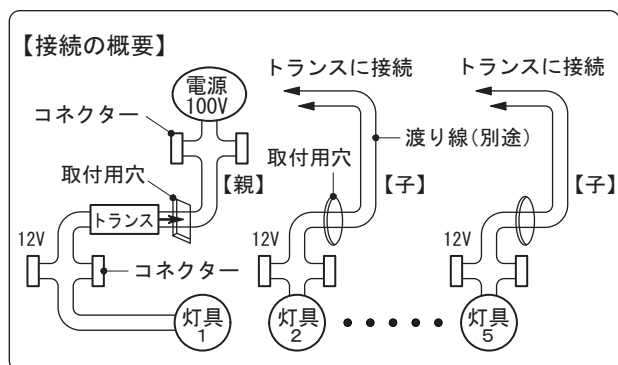 【接続の概要】
電源
100V
コネクター
取付用穴
【親】
トランス
12V
コネクター
灯具
1
トランスに接続
渡り線（別途）
取付用穴
【子】
12V
灯具
2
トランスに接続
【子】
12V
灯具
5